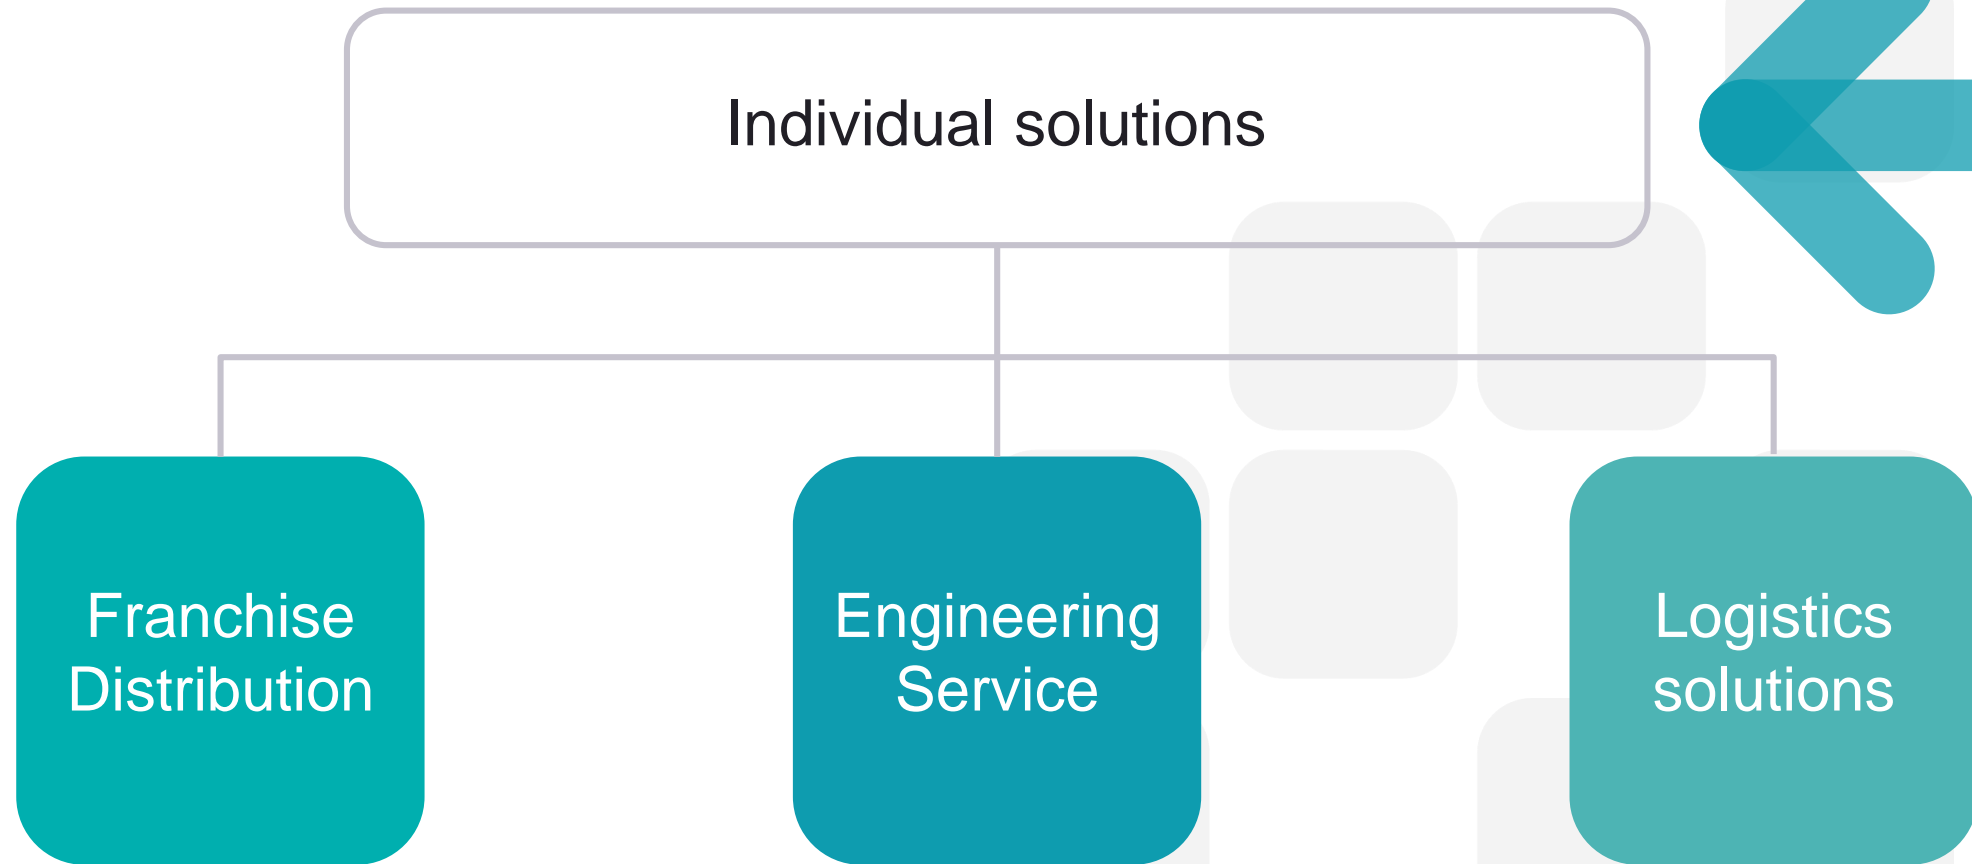 Individual solutions
Franchise
Distribution
Engineering
Service
Logistics
solutions